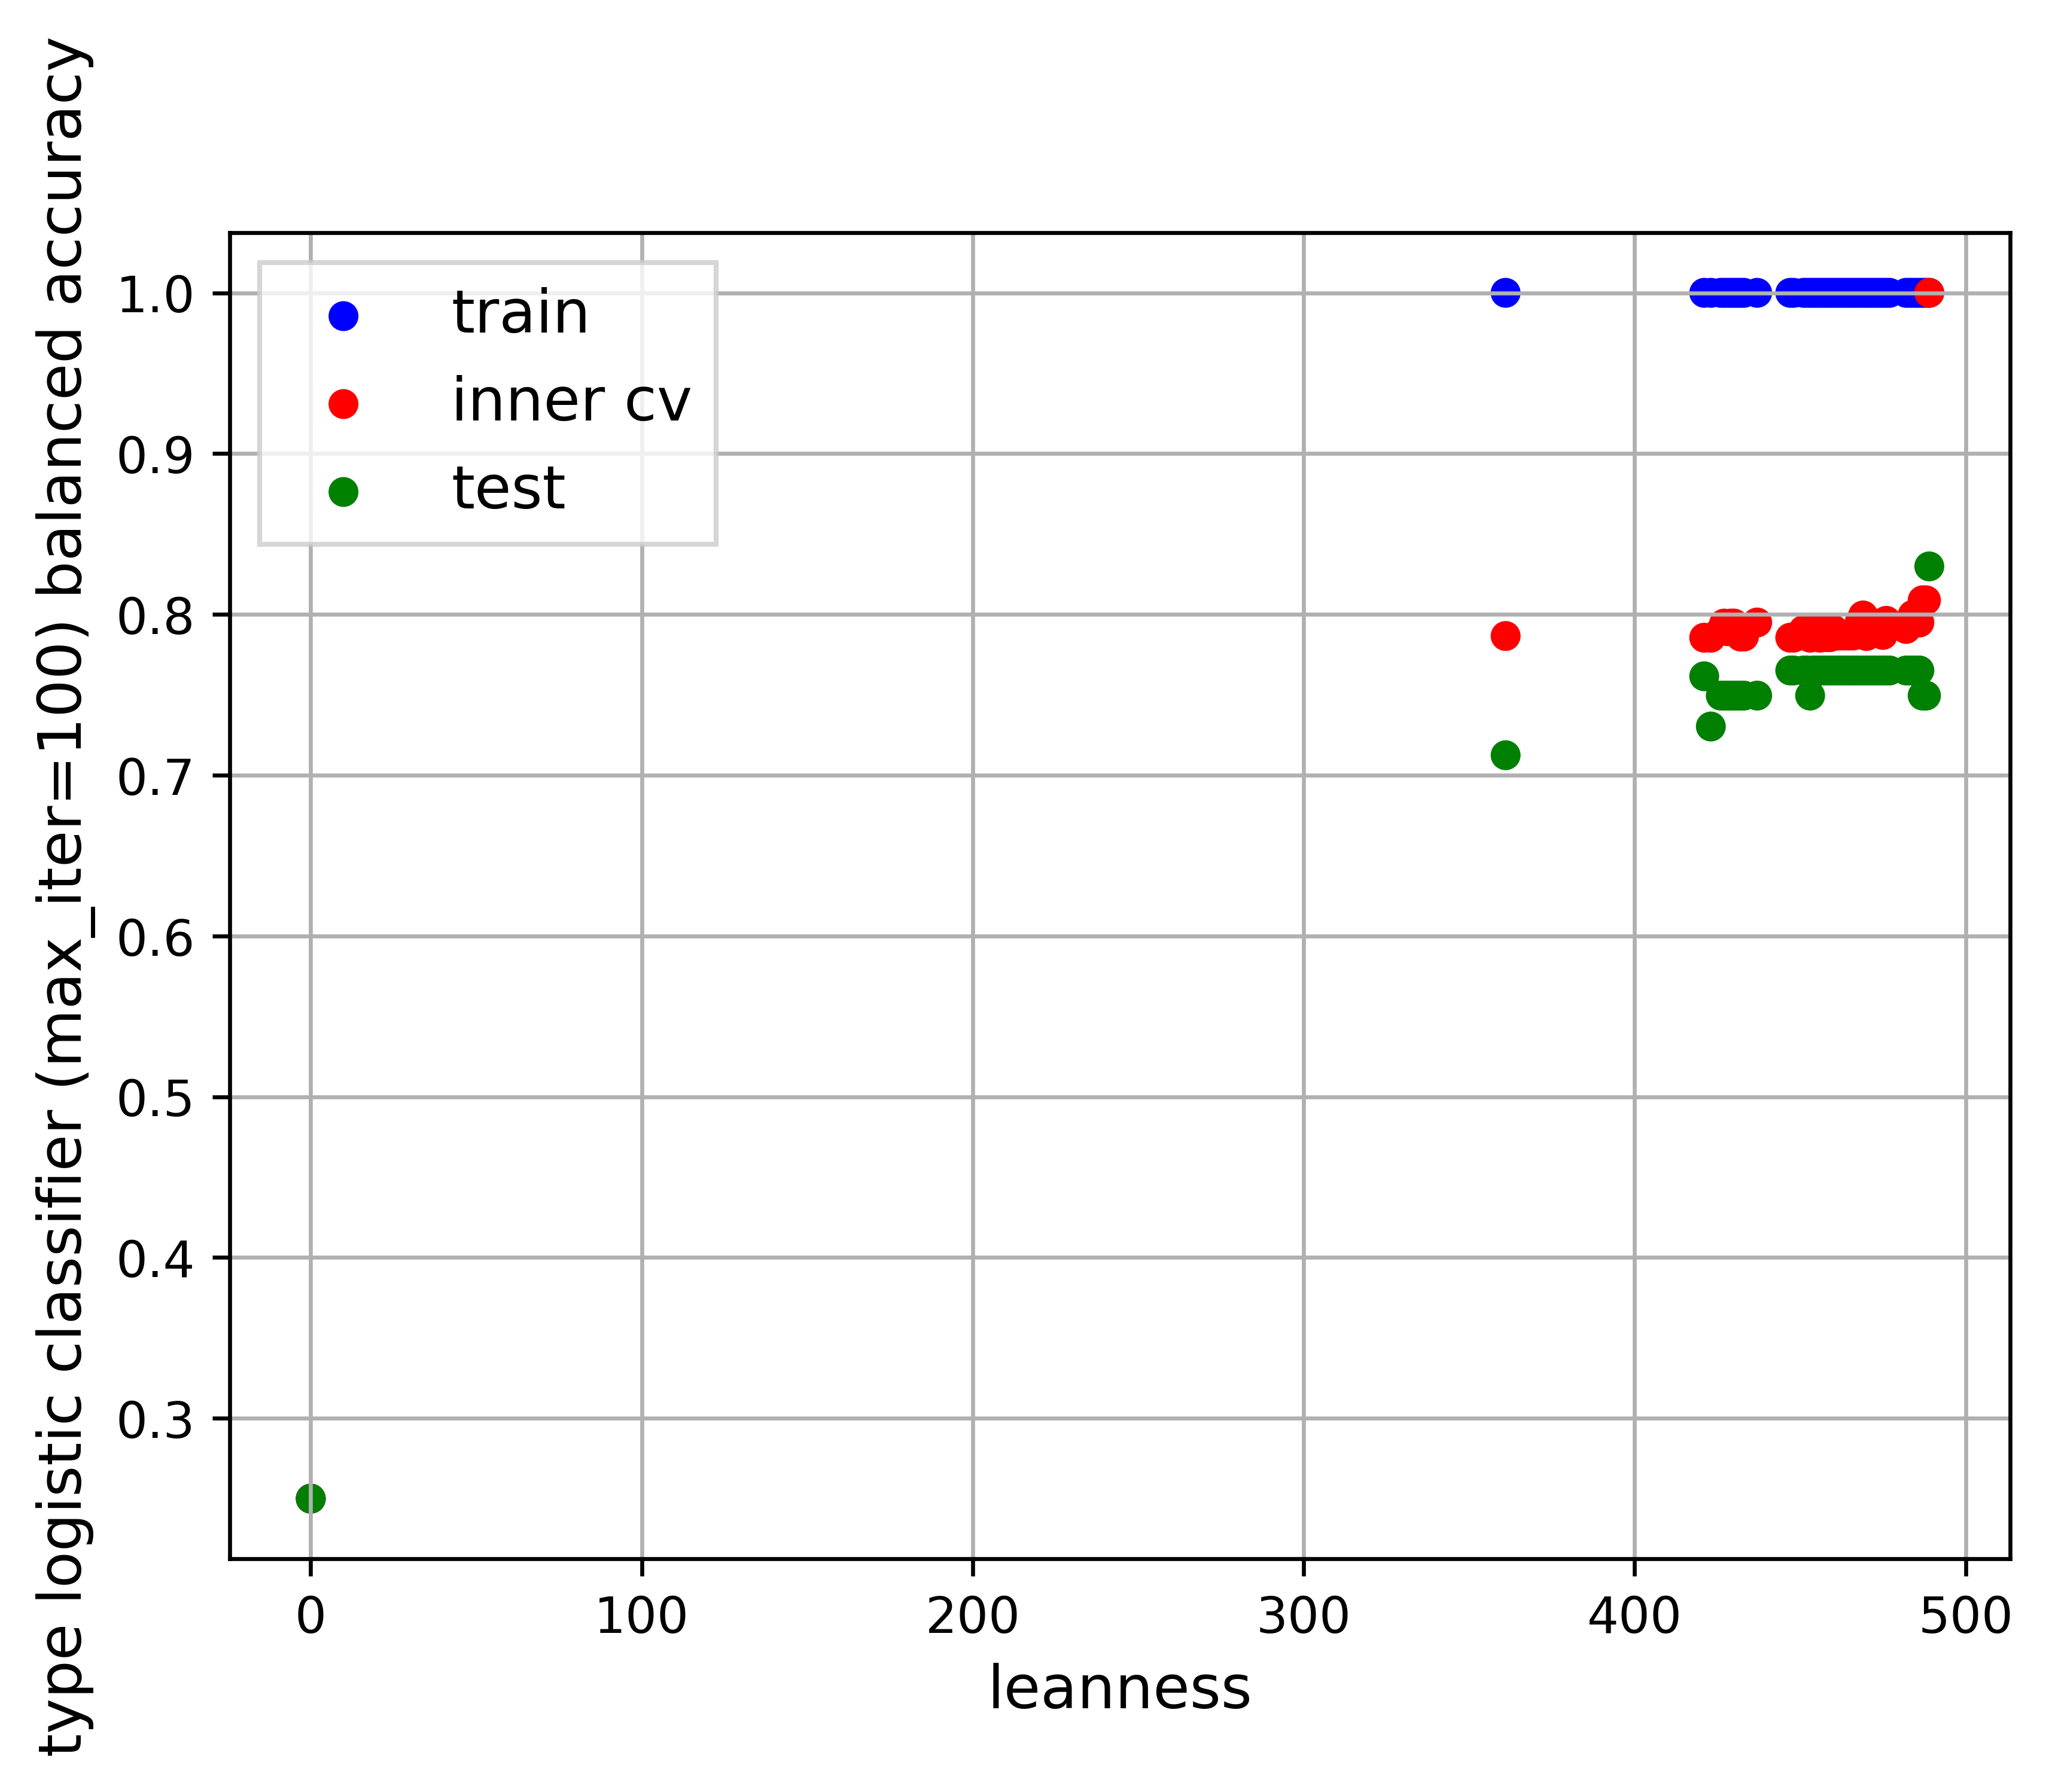 type logistic classifier (max_iter=100) balanced accuracy
1.0
0.9
0.8
0.7
0.6
0.5
0.4
0.3
train
inner cv
test
0 100 200 300 400 500
leanness